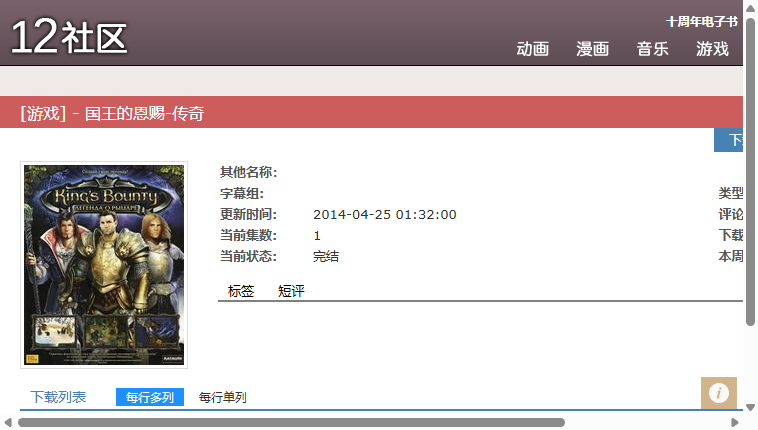 12社区
十周年电子书
动画 漫画 音乐 游戏
[游戏] - 国王的恩赐-传奇
其他名称：
字幕组： 类型
更新时间： 2014-04-25 01:32:00 评论
当前集数： 1 下载
当前状态： 完结 本周
KING'S BOUNTY
ЛЕГЕНДА О РЫЦАРЕ
标签 短评
下载列表 每行多列 每行单列
i